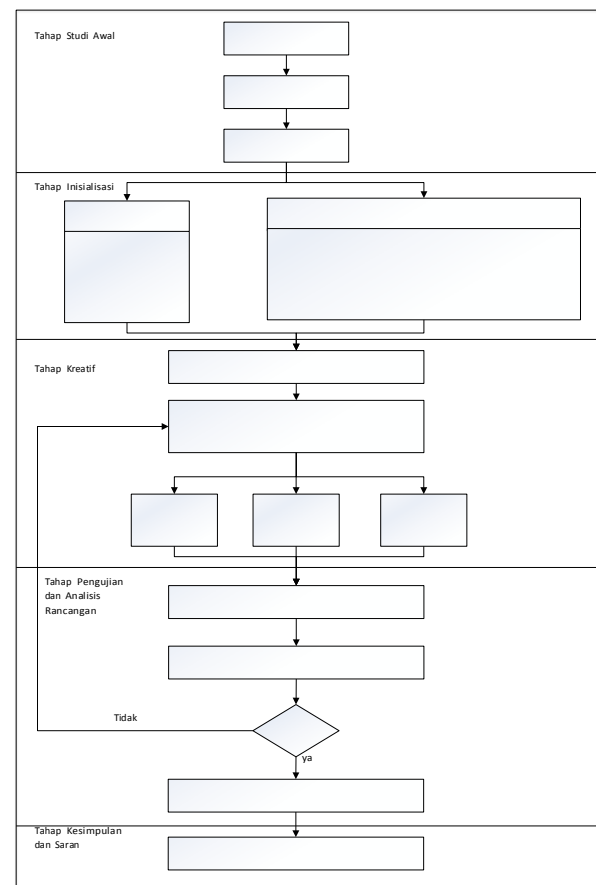 Tahap Studi Awal
Tahap Inisialisasi
Tahap Kreatif
Tahap Pengujian
dan Analisis
Rancangan
Tidak
ya
Tahap Kesimpulan
dan Saran